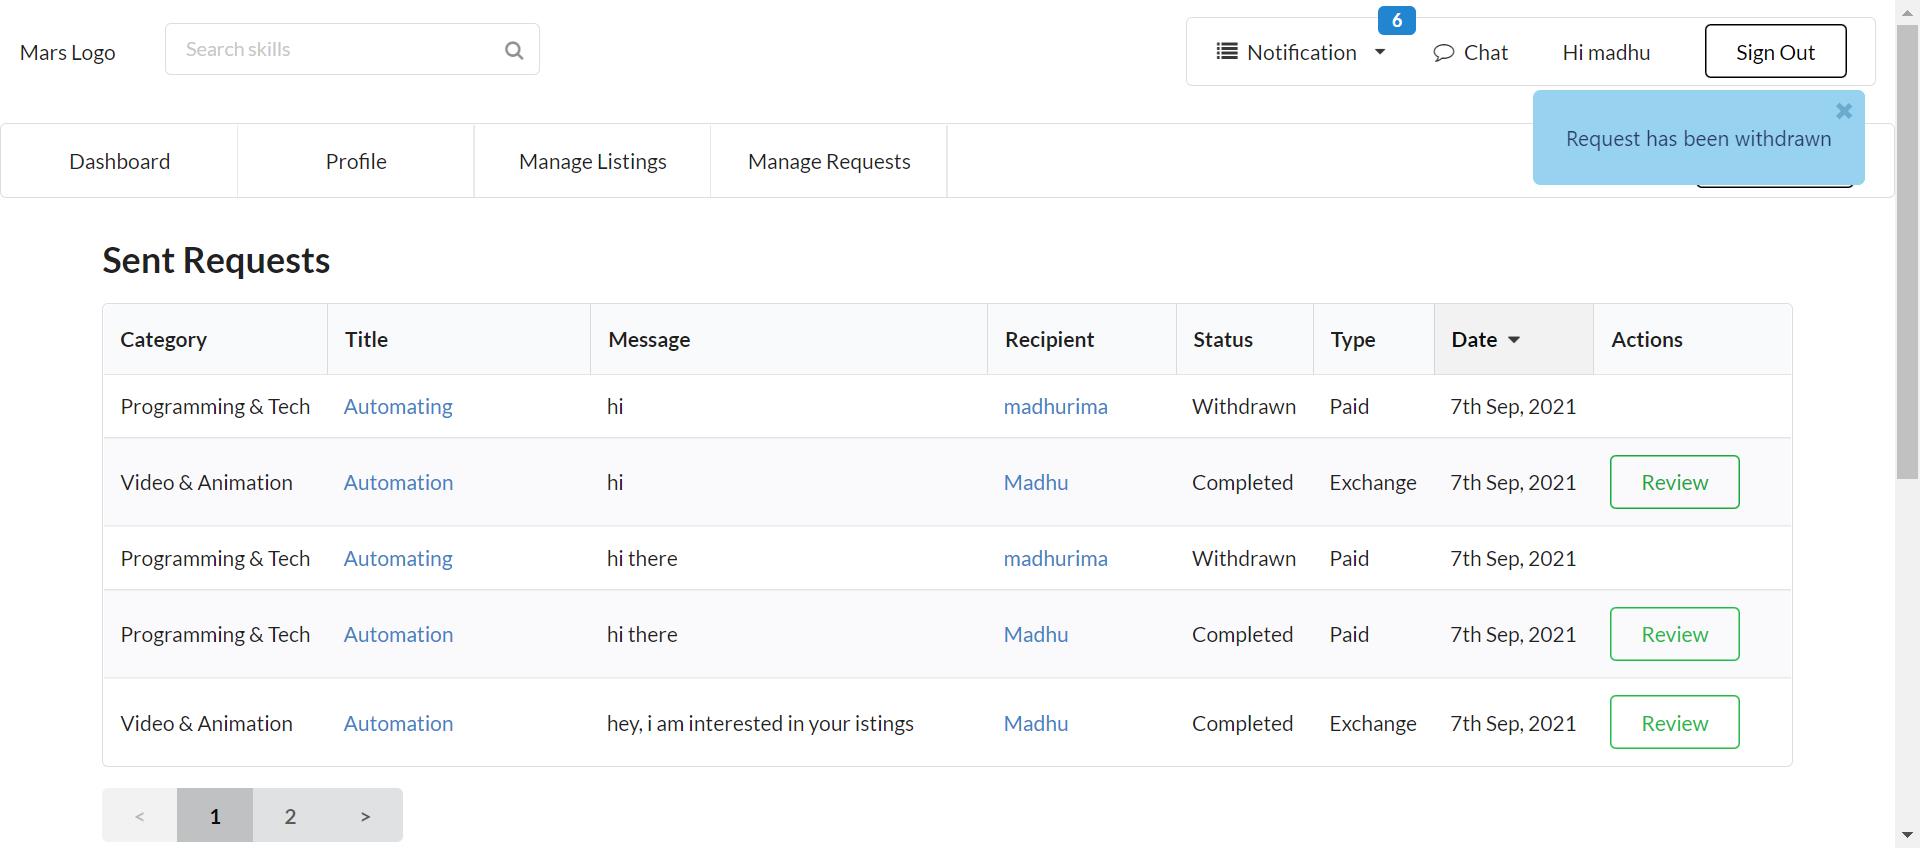 6
Mars Logo Search skills Notification Chat Hi madhu Sign Out
Request has been withdrawn
Dashboard Profile Manage Listings Manage Requests
Sent Requests
Category Title Message Recipient Status Type Date Actions
Programming & Tech Automating hi madhurima Withdrawn Paid 7th Sep, 2021
Video & Animation Automation hi Madhu Completed Exchange 7th Sep, 2021 Review
Programming & Tech Automating hi there madhurima Withdrawn Paid 7th Sep, 2021
Programming & Tech Automation hi there Madhu Completed Paid 7th Sep, 2021 Review
Video & Animation Automation hey, i am interested in your istings Madhu Completed Exchange 7th Sep, 2021 Review
< 1 2 >